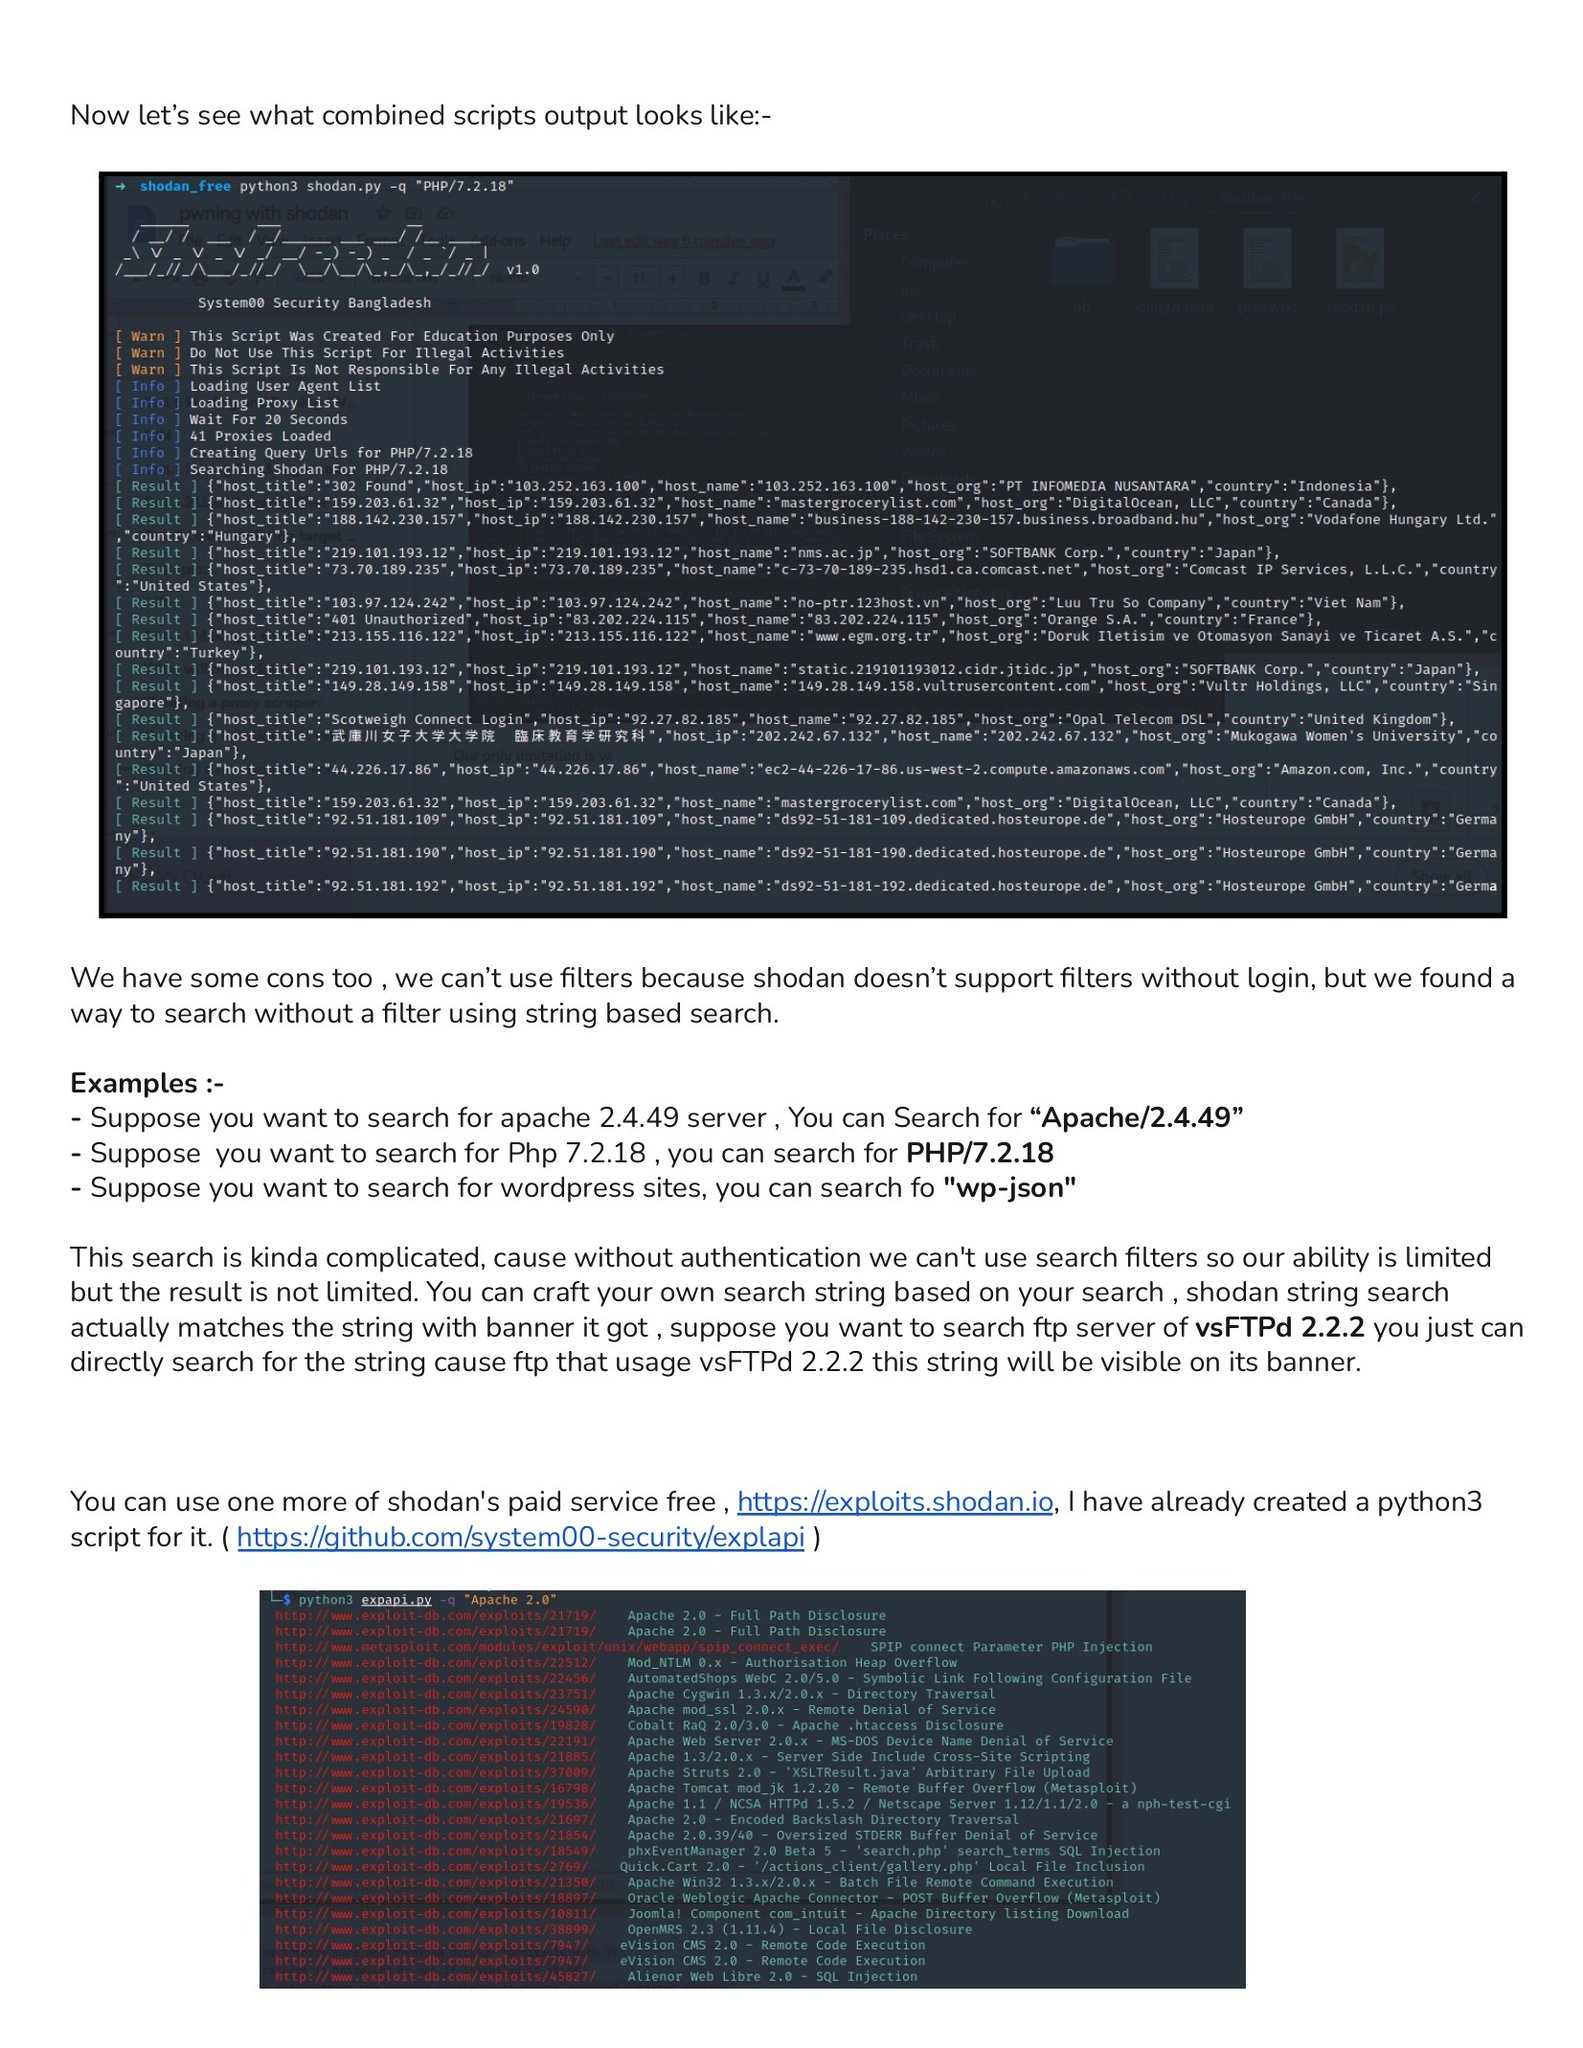 Now let’s see what combined scripts output looks like:-
➜ shodan_free python3 shodan.py -q "PHP/7.2.18"
pwning with shodan
v1.0
System00 Security Bangladesh
[ Warn ] This Script Was Created For Education Purposes Only
[ Warn ] Do Not Use This Script For Illegal Activities
[ Warn ] This Script Is Not Responsible For Any Illegal Activities
[ Info ] Loading User Agent List
[ Info ] Loading Proxy List
[ Info ] Wait For 20 Seconds
[ Info ] 41 Proxies Loaded
[ Info ] Creating Query Urls for PHP/7.2.18
[ Info ] Searching Shodan For PHP/7.2.18
[ Result ] {"host_title":"302 Found","host_ip":"103.252.163.100","host_name":"103.252.163.100","host_org":"PT INFOMEDIA NUSANTARA","country":"Indonesia"},
[ Result ] {"host_title":"159.203.61.32","host_ip":"159.203.61.32","host_name":"mastergrocerylist.com","host_org":"DigitalOcean, LLC","country":"Canada"},
[ Result ] {"host_title":"188.142.230.157","host_ip":"188.142.230.157","host_name":"business-188-142-230-157.business.broadband.hu","host_org":"Vodafone Hungary Ltd."
,"country":"Hungary"},
[ Result ] {"host_title":"219.101.193.12","host_ip":"219.101.193.12","host_name":"nms.ac.jp","host_org":"SOFTBANK Corp.","country":"Japan"},
[ Result ] {"host_title":"73.70.189.235","host_ip":"73.70.189.235","host_name":"c-73-70-189-235.hsd1.ca.comcast.net","host_org":"Comcast IP Services, L.L.C.","country
":"United States"},
[ Result ] {"host_title":"103.97.124.242","host_ip":"103.97.124.242","host_name":"no-ptr.123host.vn","host_org":"Luu Tru So Company","country":"Viet Nam"},
[ Result ] {"host_title":"401 Unauthorized","host_ip":"83.202.224.115","host_name":"83.202.224.115","host_org":"Orange S.A.","country":"France"},
[ Result ] {"host_title":"213.155.116.122","host_ip":"213.155.116.122","host_name":"www.egm.org.tr","host_org":"Doruk Iletisim ve Otomasyon Sanayi ve Ticaret A.S.","c
ountry":"Turkey"},
[ Result ] {"host_title":"219.101.193.12","host_ip":"219.101.193.12","host_name":"static.219101193012.cidr.jtidc.jp","host_org":"SOFTBANK Corp.","country":"Japan"},
[ Result ] {"host_title":"149.28.149.158","host_ip":"149.28.149.158","host_name":"149.28.149.158.vultrusercontent.com","host_org":"Vultr Holdings, LLC","country":"Sin
gapore"},
[ Result ] {"host_title":"Scotweigh Connect Login","host_ip":"92.27.82.185","host_name":"92.27.82.185","host_org":"Opal Telecom DSL","country":"United Kingdom"},
[ Result ] {"host_title":"武庫川女子大学大学院　臨床教育学研究科","host_ip":"202.242.67.132","host_name":"202.242.67.132","host_org":"Mukogawa Women's University","co
untry":"Japan"},
[ Result ] {"host_title":"44.226.17.86","host_ip":"44.226.17.86","host_name":"ec2-44-226-17-86.us-west-2.compute.amazonaws.com","host_org":"Amazon.com, Inc.","country
":"United States"},
[ Result ] {"host_title":"159.203.61.32","host_ip":"159.203.61.32","host_name":"mastergrocerylist.com","host_org":"DigitalOcean, LLC","country":"Canada"},
[ Result ] {"host_title":"92.51.181.109","host_ip":"92.51.181.109","host_name":"ds92-51-181-109.dedicated.hosteurope.de","host_org":"Hosteurope GmbH","country":"Germa
ny"},
[ Result ] {"host_title":"92.51.181.190","host_ip":"92.51.181.190","host_name":"ds92-51-181-190.dedicated.hosteurope.de","host_org":"Hosteurope GmbH","country":"Germa
ny"},
[ Result ] {"host_title":"92.51.181.192","host_ip":"92.51.181.192","host_name":"ds92-51-181-192.dedicated.hosteurope.de","host_org":"Hosteurope GmbH","country":"Germa
We have some cons too , we can’t use filters because shodan doesn’t support filters without login, but we found a
way to search without a filter using string based search.
Examples :-
- Suppose you want to search for apache 2.4.49 server , You can Search for “Apache/2.4.49”
- Suppose  you want to search for Php 7.2.18 , you can search for PHP/7.2.18
- Suppose you want to search for wordpress sites, you can search fo "wp-json"
This search is kinda complicated, cause without authentication we can't use search filters so our ability is limited
but the result is not limited. You can craft your own search string based on your search , shodan string search
actually matches the string with banner it got , suppose you want to search ftp server of vsFTPd 2.2.2 you just can
directly search for the string cause ftp that usage vsFTPd 2.2.2 this string will be visible on its banner.
You can use one more of shodan's paid service free , https://exploits.shodan.io, I have already created a python3
script for it. ( https://github.com/system00-security/explapi )
└─$ python3 expapi.py -q "Apache 2.0"
http://www.exploit-db.com/exploits/21719/ Apache 2.0 - Full Path Disclosure
http://www.exploit-db.com/exploits/21719/ Apache 2.0 - Full Path Disclosure
http://www.metasploit.com/modules/exploit/unix/webapp/spip_connect_exec/ SPIP connect Parameter PHP Injection
http://www.exploit-db.com/exploits/22512/ Mod_NTLM 0.x - Authorisation Heap Overflow
http://www.exploit-db.com/exploits/22456/ AutomatedShops WebC 2.0/5.0 - Symbolic Link Following Configuration File
http://www.exploit-db.com/exploits/23751/ Apache Cygwin 1.3.x/2.0.x - Directory Traversal
http://www.exploit-db.com/exploits/24590/ Apache mod_ssl 2.0.x - Remote Denial of Service
http://www.exploit-db.com/exploits/19828/ Cobalt RaQ 2.0/3.0 - Apache .htaccess Disclosure
http://www.exploit-db.com/exploits/22191/ Apache Web Server 2.0.x - MS-DOS Device Name Denial of Service
http://www.exploit-db.com/exploits/21885/ Apache 1.3/2.0.x - Server Side Include Cross-Site Scripting
http://www.exploit-db.com/exploits/37009/ Apache Struts 2.0 - 'XSLTResult.java' Arbitrary File Upload
http://www.exploit-db.com/exploits/16798/ Apache Tomcat mod_jk 1.2.20 - Remote Buffer Overflow (Metasploit)
http://www.exploit-db.com/exploits/19536/ Apache 1.1 / NCSA HTTPd 1.5.2 / Netscape Server 1.12/1.1/2.0 - a nph-test-cgi
http://www.exploit-db.com/exploits/21697/ Apache 2.0 - Encoded Backslash Directory Traversal
http://www.exploit-db.com/exploits/21854/ Apache 2.0.39/40 - Oversized STDERR Buffer Denial of Service
http://www.exploit-db.com/exploits/18549/ phxEventManager 2.0 Beta 5 - 'search.php' search_terms SQL Injection
http://www.exploit-db.com/exploits/2769/ Quick.Cart 2.0 - '/actions_client/gallery.php' Local File Inclusion
http://www.exploit-db.com/exploits/21350/ Apache Win32 1.3.x/2.0.x - Batch File Remote Command Execution
http://www.exploit-db.com/exploits/18897/ Oracle Weblogic Apache Connector - POST Buffer Overflow (Metasploit)
http://www.exploit-db.com/exploits/10811/ Joomla! Component com_intuit - Apache Directory listing Download
http://www.exploit-db.com/exploits/38899/ OpenMRS 2.3 (1.11.4) - Local File Disclosure
http://www.exploit-db.com/exploits/7947/ eVision CMS 2.0 - Remote Code Execution
http://www.exploit-db.com/exploits/7947/ eVision CMS 2.0 - Remote Code Execution
http://www.exploit-db.com/exploits/45827/ Alienor Web Libre 2.0 - SQL Injection